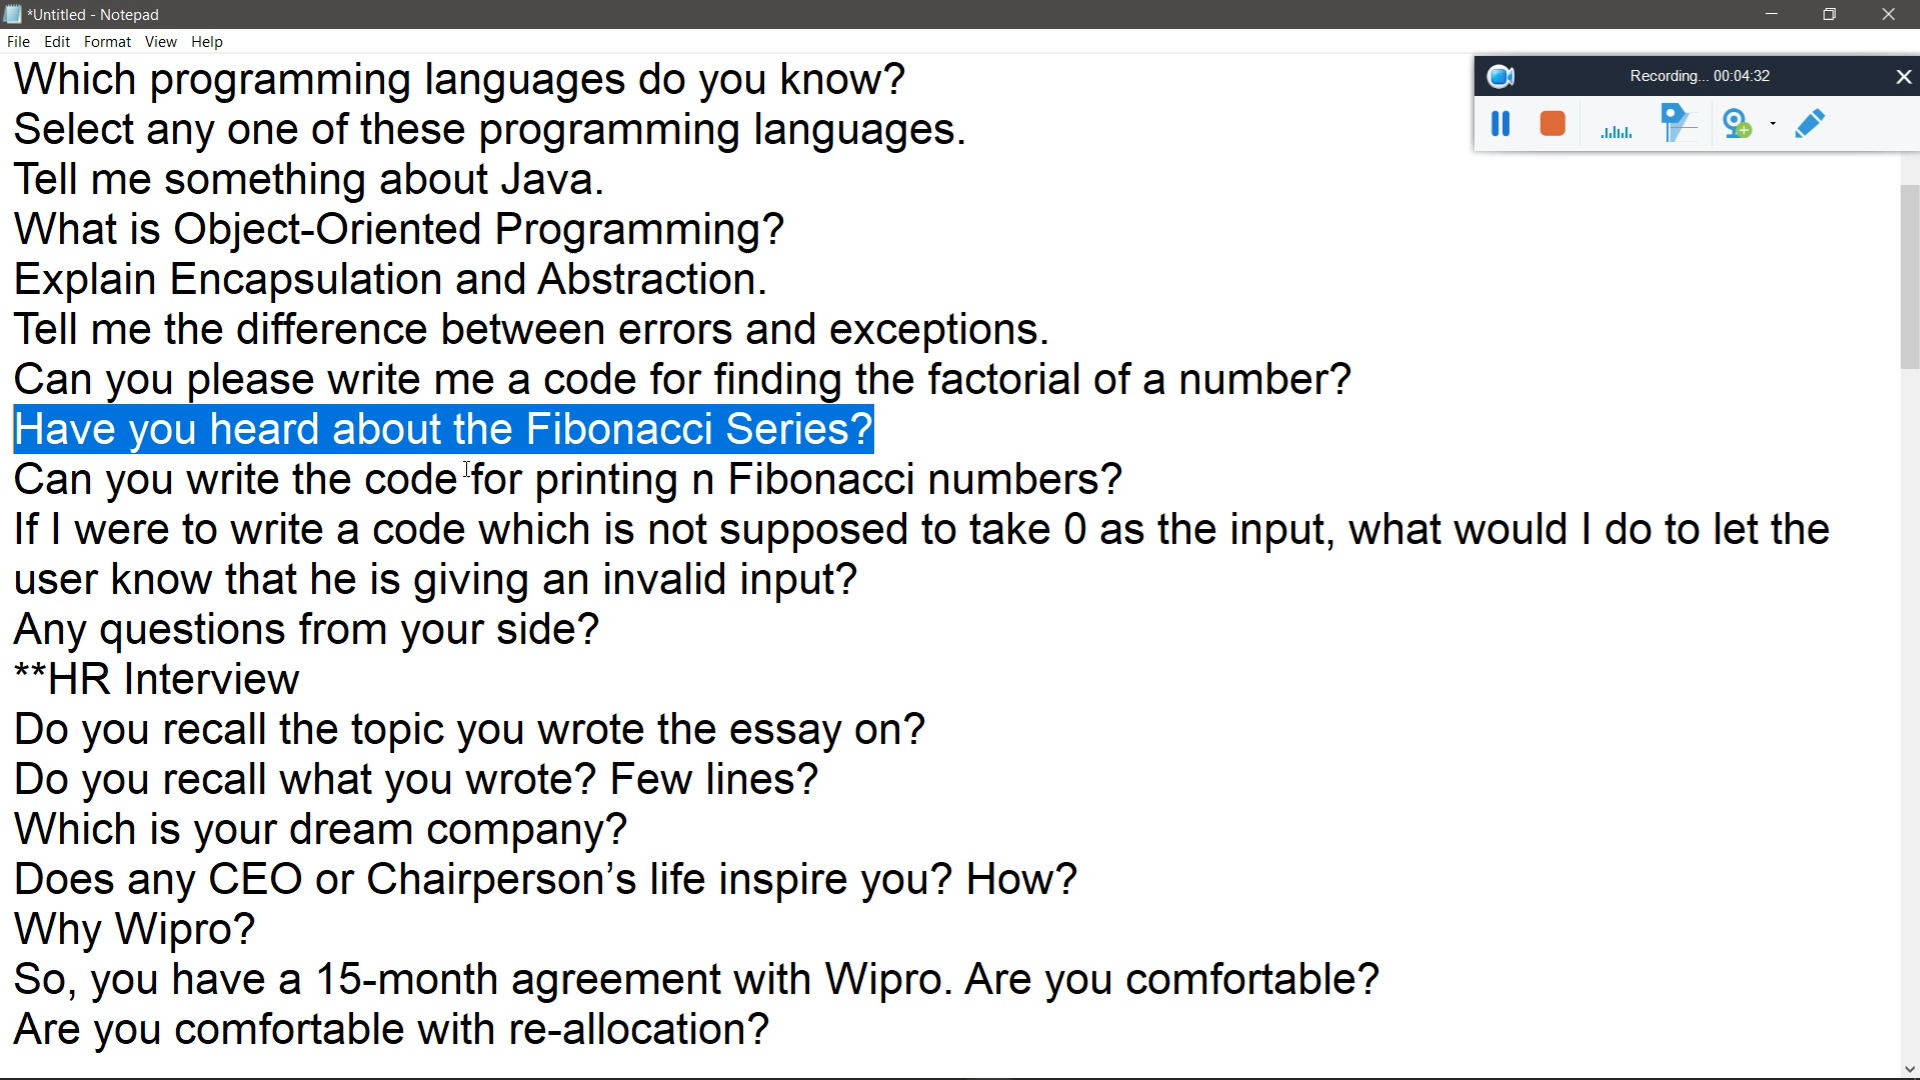 *Untitled - Notepad
File Edit Format View Help
Recording... 00:04:32
Which programming languages do you know?
Select any one of these programming languages.
Tell me something about Java.
What is Object-Oriented Programming?
Explain Encapsulation and Abstraction.
Tell me the difference between errors and exceptions.
Can you please write me a code for finding the factorial of a number?
Have you heard about the Fibonacci Series?
Can you write the code for printing n Fibonacci numbers?
If I were to write a code which is not supposed to take 0 as the input, what would I do to let the
user know that he is giving an invalid input?
Any questions from your side?
**HR Interview
Do you recall the topic you wrote the essay on?
Do you recall what you wrote? Few lines?
Which is your dream company?
Does any CEO or Chairperson’s life inspire you? How?
Why Wipro?
So, you have a 15-month agreement with Wipro. Are you comfortable?
Are you comfortable with re-allocation?